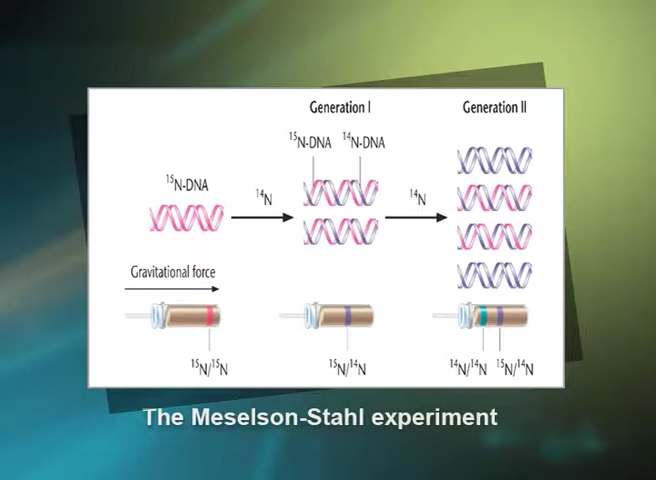 Generation I
Generation II
¹⁵N-DNA ¹⁴N-DNA
¹⁵N-DNA
¹⁴N
¹⁴N
Gravitational force
¹⁵N/¹⁵N
¹⁵N/¹⁴N
¹⁴N/¹⁴N ¹⁵N/¹⁴N
The Meselson-Stahl experiment